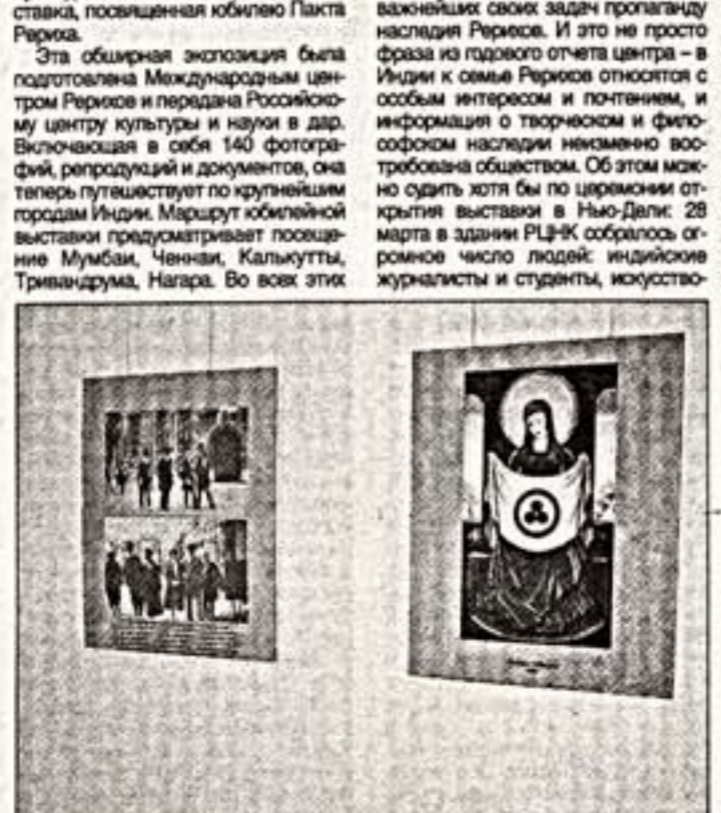 ставка, посвященная юбилею Пакта
Рериха.
Эта обширная экспозиция была
подготовлена Международным цен-
тром Рерихов и передана Российско-
му центру культуры и науки в дар.
Включающая в себя 140 фотогра-
фий, репродукций и документов, она
теперь путешествует по крупнейшим
городам Индии. Маршрут юбилейной
выставки предусматривает посеще-
ние Мумбаи, Ченнаи, Калькутты,
Тривандрума, Нагара. Во всех этих
важнейших своих задач пропаганду
наследия Рерихов. И это не просто
фраза из годового отчета центра – в
Индии к семье Рерихов относятся с
особым интересом и почтением, и
информация о творческом и фило-
софском наследии неизменно вос-
требована обществом. Об этом мож-
но судить хотя бы по церемонии от-
крытия выставки в Нью-Дели: 28
марта в здании РЦНК собралось ог-
ромное число людей: индийские
журналисты и студенты, искусство-